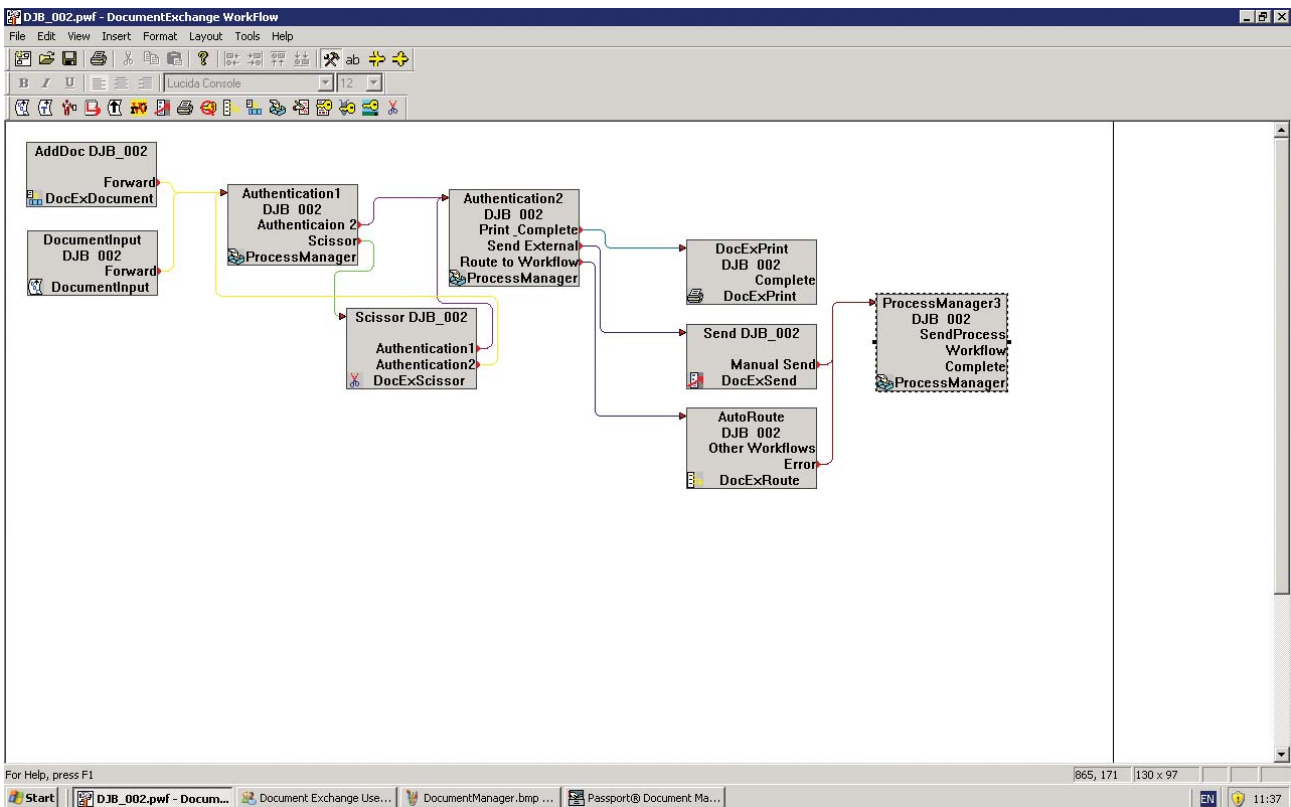 DJB_002.pwf - DocumentExchange WorkFlow
File Edit View Insert Format Layout Tools Help
ab
B I U Lucida Console 12
AddDoc DJB_002
Forward
DocExDocument
DocumentInput
DJB 002
Forward
DocumentInput
Authentication1
DJB 002
Authenticaion 2
Scissor
ProcessManager
Authentication2
DJB 002
Print_Complete
Send External
Route to Workflow
ProcessManager
Scissor DJB_002
Authentication1
Authentication2
DocExScissor
DocExPrint
DJB 002
Complete
DocExPrint
Send DJB_002
Manual Send
DocExSend
AutoRoute
DJB 002
Other Workflows
Error
DocExRoute
ProcessManager3
DJB 002
SendProcess
Workflow
Complete
ProcessManager
For Help, press F1
865, 171 130 x 97
Start DJB_002.pwf - Docum... Document Exchange Use... DocumentManager.bmp ... Passport® Document Ma... EN 11:37